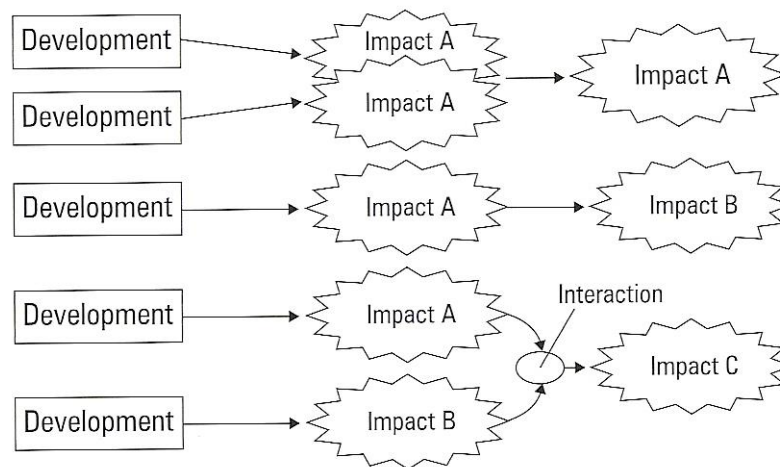 Development
Impact A
Impact A
Development
Impact A
Development
Impact A
Impact B
Development
Impact A
Interaction
Impact C
Development
Impact B